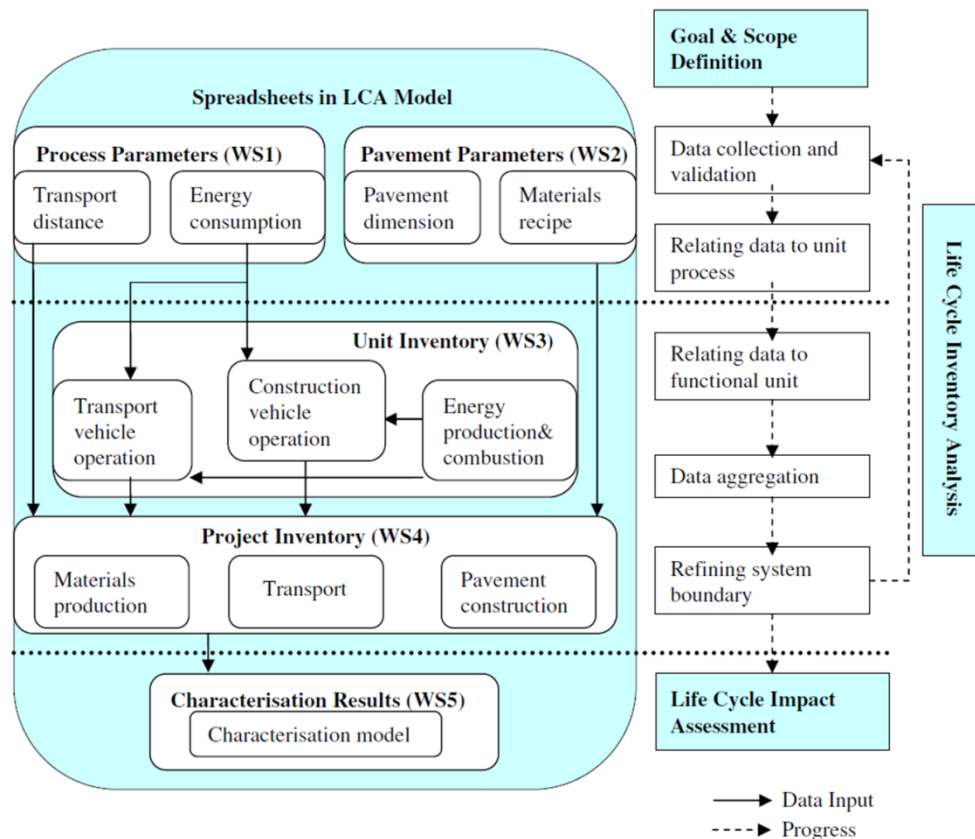 Spreadsheets in LCA Model
Process Parameters (WS1)
Transport
distance
Energy
consumption
Pavement Parameters (WS2)
Pavement
dimension
Materials
recipe
Unit Inventory (WS3)
Transport
vehicle
operation
Construction
vehicle
operation
Energy
production&
combustion
Project Inventory (WS4)
Materials
production
Transport
Pavement
construction
Characterisation Results (WS5)
Characterisation model
Goal & Scope
Definition
Data collection and
validation
Relating data to unit
process
Relating data to
functional unit
Data aggregation
Refining system
boundary
Life Cycle Impact
Assessment
Life Cycle Inventory Analysis
Data Input
Progress